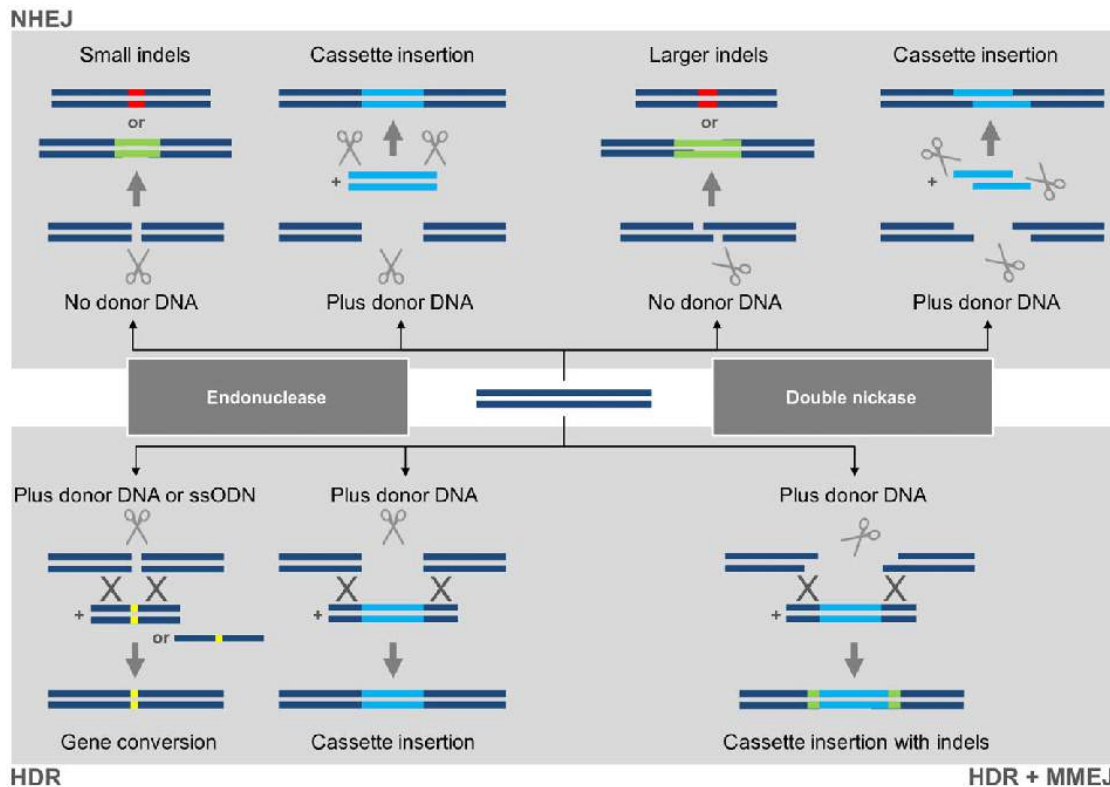 NHEJ
Small indels
Cassette insertion
Larger indels
Cassette insertion
or
or
+
+
No donor DNA
Plus donor DNA
No donor DNA
Plus donor DNA
Endonuclease
Double nickase
Plus donor DNA or ssODN
Plus donor DNA
Plus donor DNA
+
+
+
or
Gene conversion
Cassette insertion
Cassette insertion with indels
HDR
HDR + MMEJ